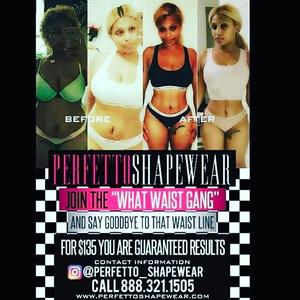 BEFORE AFTER
PERFETTOSHAPEWEAR
JOIN THE "WHAT WAIST GANG"
AND SAY GOODBYE TO THAT WAIST LINE
FOR $135 YOU ARE GUARANTEED RESULTS
CONTACT INFORMATION
@PERFETTO_SHAPEWEAR
CALL 888.321.1505
WWW.PERFETTOSHAPEWEAR.COM